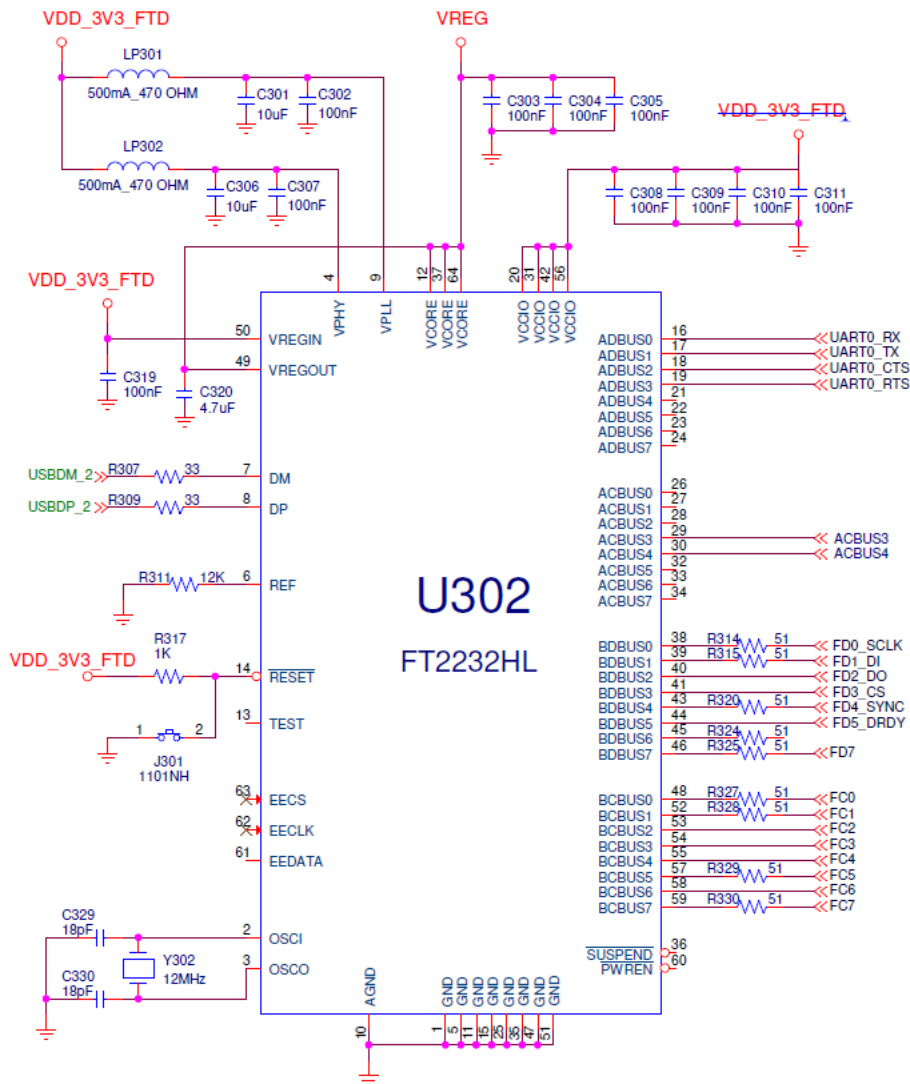 VDD_3V3_FTD
VREG
LP301
500mA_470 OHM
C301
10uF
C302
100nF
C303
100nF
C304
100nF
C305
100nF
VDD_3V3_FTD
LP302
500mA_470 OHM
C306
10uF
C307
100nF
C308
100nF
C309
100nF
C310
100nF
C311
100nF
VDD_3V3_FTD
4
9
12
37
64
20
31
42
56
VPHY
VPLL
VCORE
VCORE
VCORE
VCCIO
VCCIO
VCCIO
VCCIO
50
VREGIN
49
VREGOUT
C319
100nF
C320
4.7uF
USBDM_2
R307
33
7
DM
USBDP_2
R309
33
8
DP
R311
12K
6
REF
R317
1K
VDD_3V3_FTD
14
RESET
1
2
J301
1101NH
13
TEST
63
EECS
62
EECLK
61
EEDATA
C329
18pF
2
OSCI
Y302
12MHz
3
OSCO
C330
18pF
U302
FT2232HL
ADBUS0 16 UART0_RX
ADBUS1 17 UART0_TX
ADBUS2 18 UART0_CTS
ADBUS3 19 UART0_RTS
ADBUS4 21
ADBUS5 22
ADBUS6 23
ADBUS7 24
ACBUS0 26
ACBUS1 27
ACBUS2 28
ACBUS3 29 ACBUS3
ACBUS4 30 ACBUS4
ACBUS5 32
ACBUS6 33
ACBUS7 34
BDBUS0 38 R314 51 FD0_SCLK
BDBUS1 39 R315 51 FD1_DI
BDBUS2 40 FD2_DO
BDBUS3 41 FD3_CS
BDBUS4 43 R320 51 FD4_SYNC
BDBUS5 44 FD5_DRDY
BDBUS6 45 R324 51
BDBUS7 46 R325 51 FD7
BCBUS0 48 R327 51 FC0
BCBUS1 52 R328 51 FC1
BCBUS2 53 FC2
BCBUS3 54 FC3
BCBUS4 55 FC4
BCBUS5 57 R329 51 FC5
BCBUS6 58 FC6
BCBUS7 59 R330 51 FC7
SUSPEND 36
PWREN 60
AGND
GND
GND
GND
GND
GND
GND
GND
GND
10
1
5
11
15
25
35
47
51